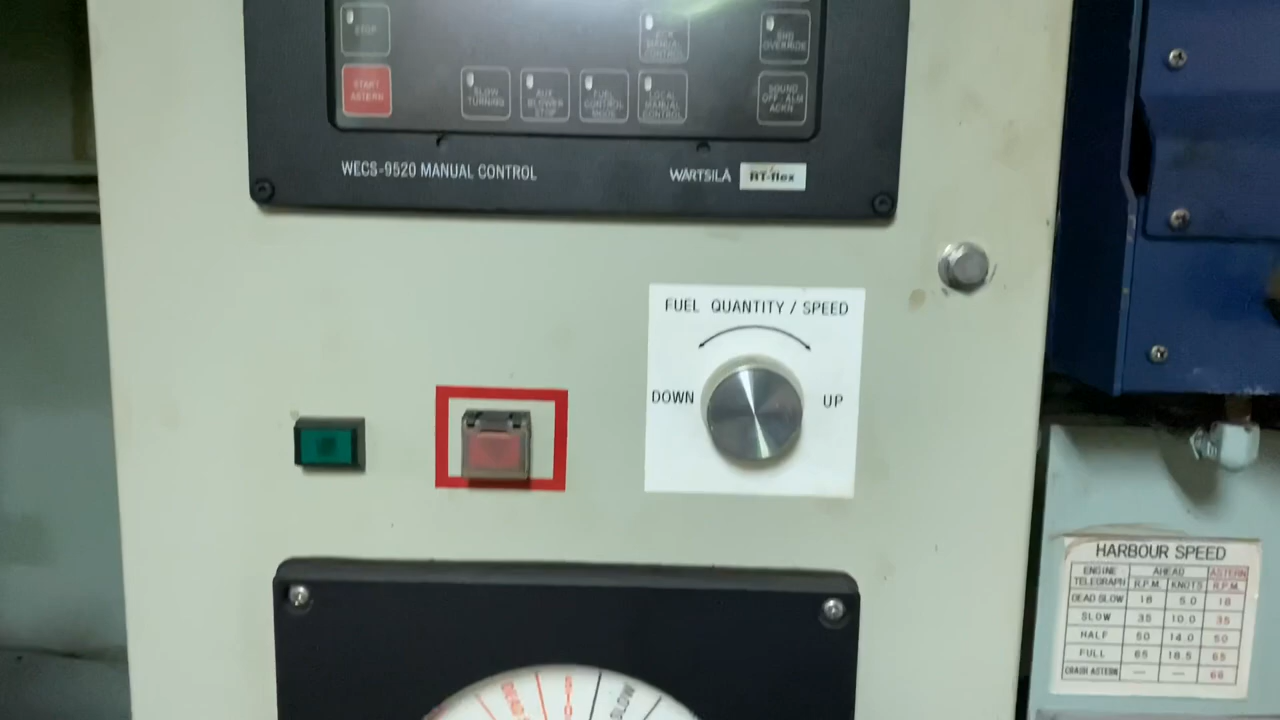 STOP
START
ASTERN
SLOW
TURNING
AUX.
BLOWER
STOP
FUEL
CONTROL
MODE
MANUAL
CONTROL
LOCAL
MANUAL
CONTROL
OVERRIDE
SOUND
OFF-ALM
ACKN
WECS-9520 MANUAL CONTROL
WÄRTSILÄ RT-flex
FUEL QUANTITY / SPEED
DOWN
UP
HARBOUR SPEED
ENGINE TELEGRAPH AHEAD ASTERN
R.P.M. KNOTS R.P.M.
DEAD SLOW 18 5.0 18
SLOW 35 10.0 35
HALF 50 14.0 50
FULL 65 18.5 65
CRASH ASTERN — — 66
DEAD
SLOW
SLOW